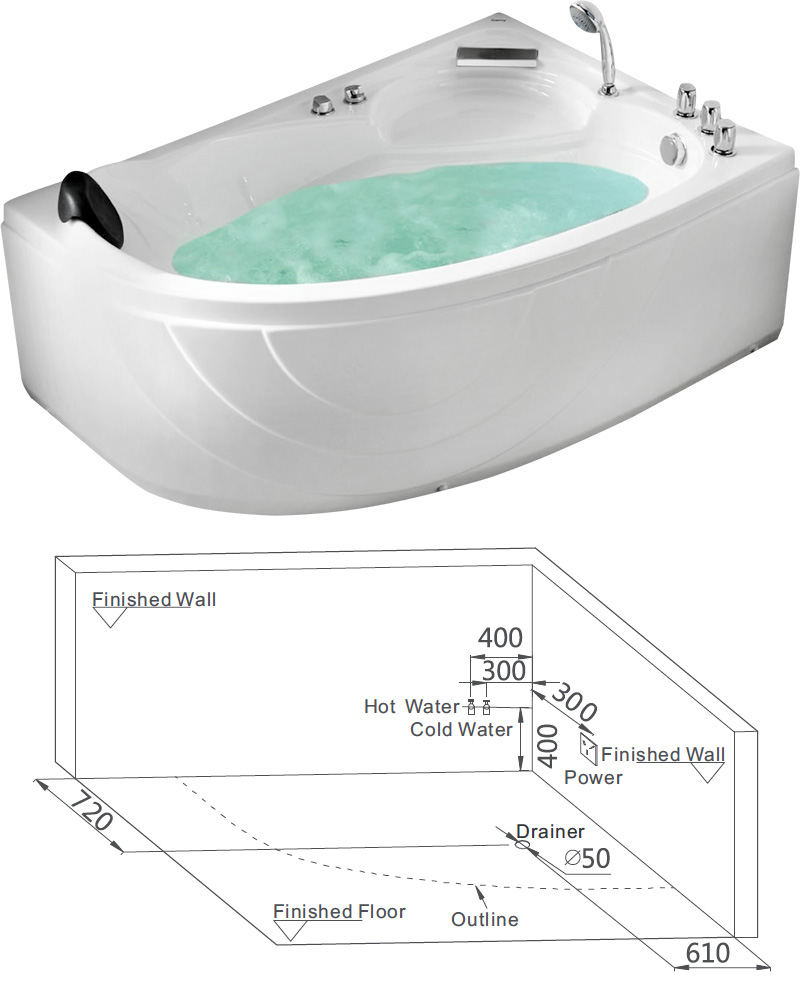 Finished Wall
400
300
300
Hot Water
Cold Water
400
Finished Wall
Power
720
Drainer
Ø50
Finished Floor
Outline
610